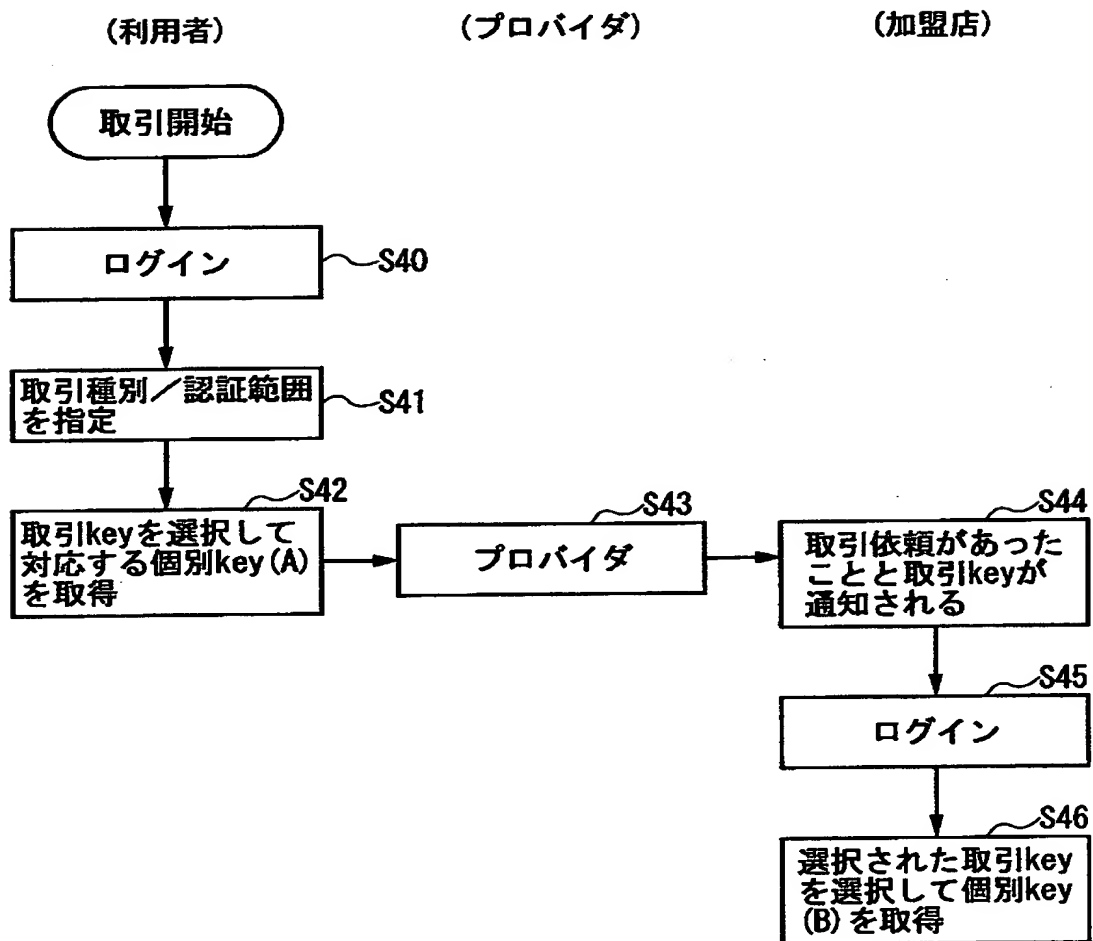 (利用者)
(プロバイダ)
(加盟店)
取引開始
ログイン
S40
取引種別／認証範囲
を指定
S41
S42
取引keyを選択して
対応する個別key(A)
を取得
S43
プロバイダ
S44
取引依頼があった
ことと取引keyが
通知される
S45
ログイン
S46
選択された取引key
を選択して個別key
(B)を取得